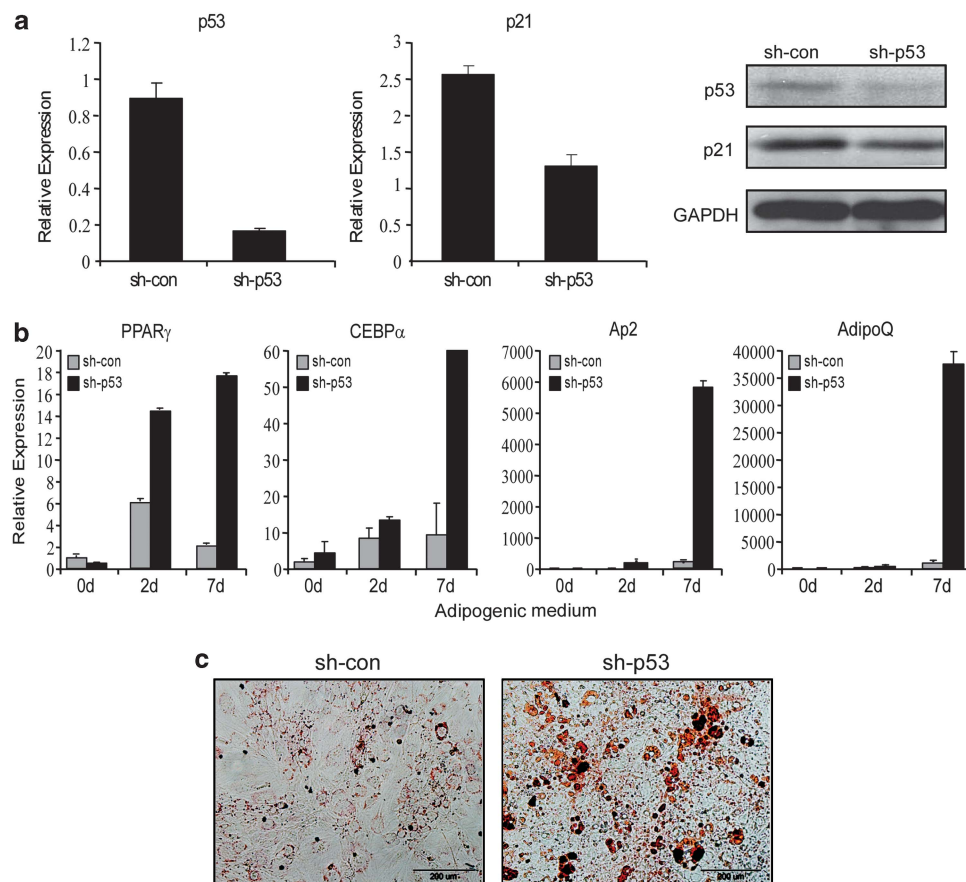 a
p53
p21
Relative Expression
1.2
1
0.8
0.6
0.4
0.2
0
sh-con
sh-p53
Relative Expression
3
2.5
2
1.5
1
0.5
0
sh-con
sh-p53
sh-con
sh-p53
p53
p21
GAPDH
b
PPARγ
CEBPα
Ap2
AdipoQ
Relative Expression
20
18
16
14
12
10
8
6
4
2
0
sh-con
sh-p53
0d
2d
7d
60
50
40
30
20
10
0
sh-con
sh-p53
0d
2d
7d
7000
6000
5000
4000
3000
2000
1000
0
sh-con
sh-p53
0d
2d
7d
40000
35000
30000
25000
20000
15000
10000
5000
0
sh-con
sh-p53
0d
2d
7d
Adipogenic medium
c
sh-con
sh-p53
200 um
200 um